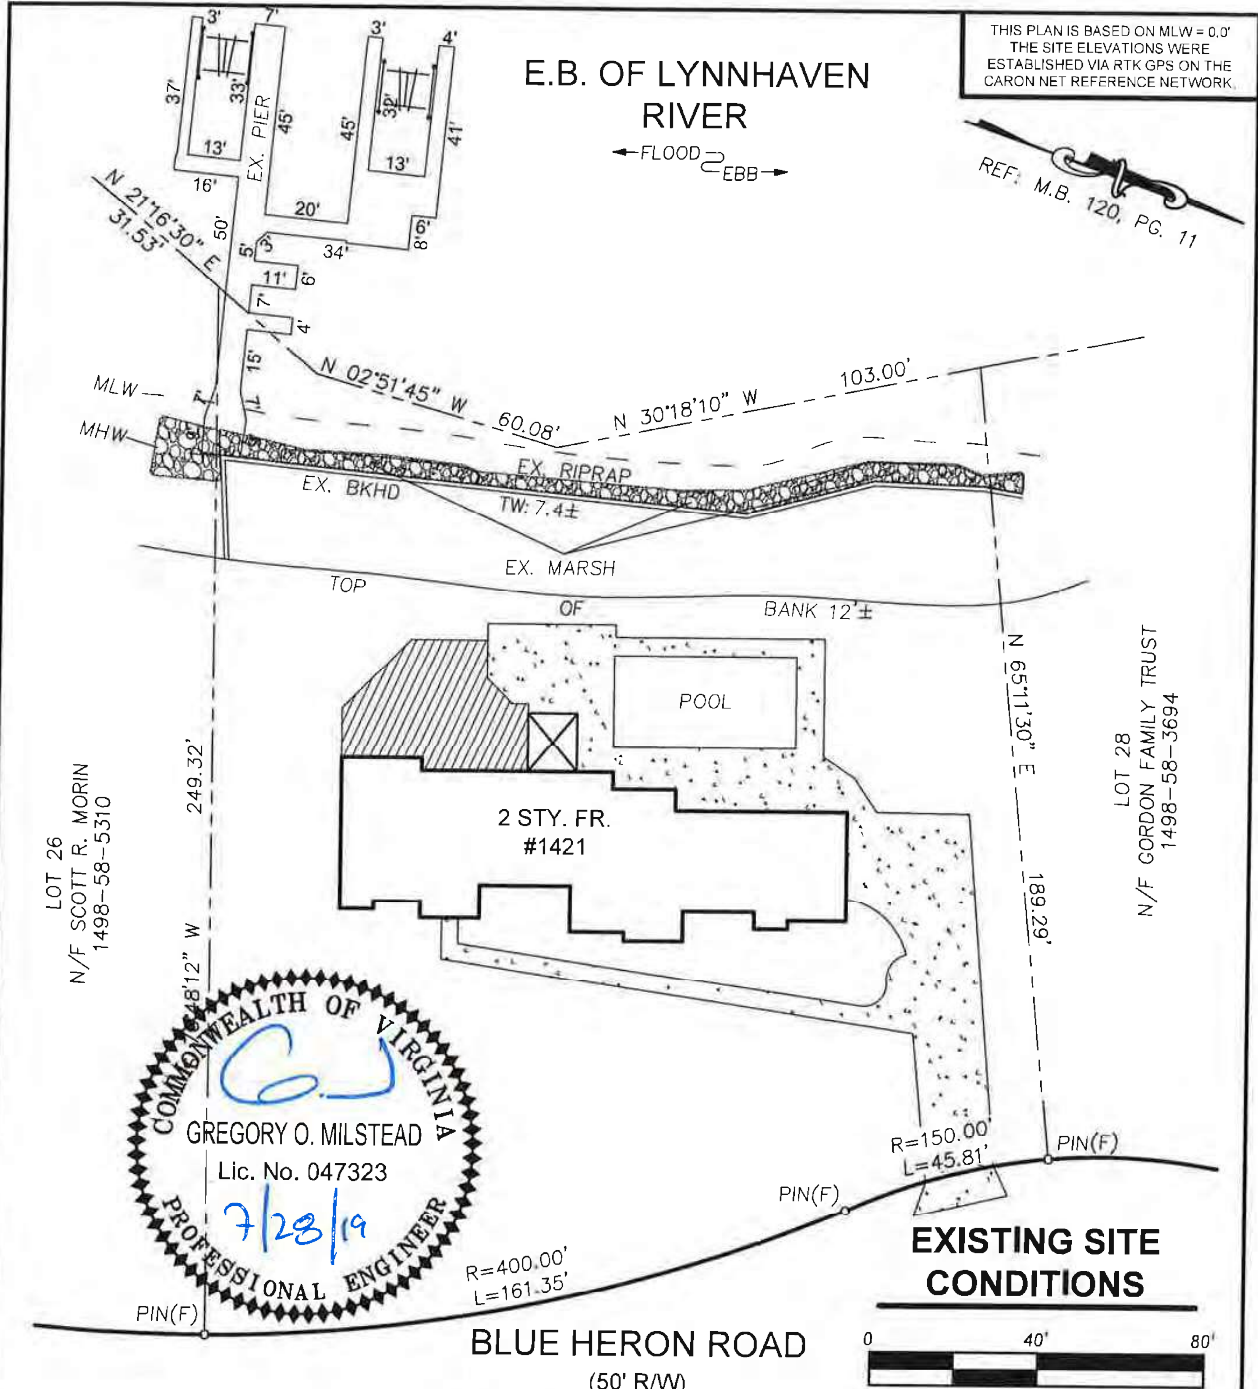 THIS PLAN IS BASED ON MLW = 0.0'
THE SITE ELEVATIONS WERE
ESTABLISHED VIA RTK GPS ON THE
CARON NET REFERENCE NETWORK.
E.B. OF LYNNHAVEN
RIVER
FLOOD
EBB
REF: M.B. 120, PG. 11
3'
7'
3'
4'
37'
33'
EX. PIER
45'
45'
32'
41'
13'
13'
16'
20'
50'
6'
8'
34'
5'
3'
11'
6'
7'
4'
15'
N 21°16'30" E
31.53'
N 02°51'45" W
60.08'
N 30°18'10" W
103.00'
MLW
MHW
EX. RIPRAP
EX. BKHD
TW: 7.4±
EX. MARSH
TOP
OF
BANK 12'±
POOL
2 STY. FR.
#1421
N 65°11'30" E
189.29'
LOT 28
N/F GORDON FAMILY TRUST
1498-58-3694
LOT 26
N/F SCOTT R. MORIN
1498-58-5310
249.32'
48'12" W
COMMONWEALTH OF VIRGINIA
GREGORY O. MILSTEAD
Lic. No. 047323
7/28/19
PROFESSIONAL ENGINEER
R=150.00'
L=45.81'
PIN(F)
PIN(F)
PIN(F)
R=400.00'
L=161.35'
EXISTING SITE
CONDITIONS
BLUE HERON ROAD
(50' R/W)
0
40'
80'